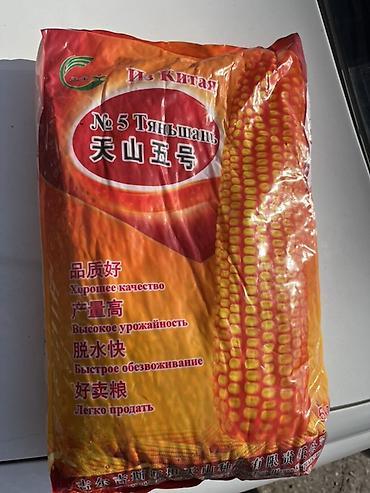 Из Китая
№ 5 Тяньшань
天山五号
品质好
Хорошее качество
产量高
Высокое урожайность
脱水快
Быстрое обезвоживание
好卖粮
Легко продать